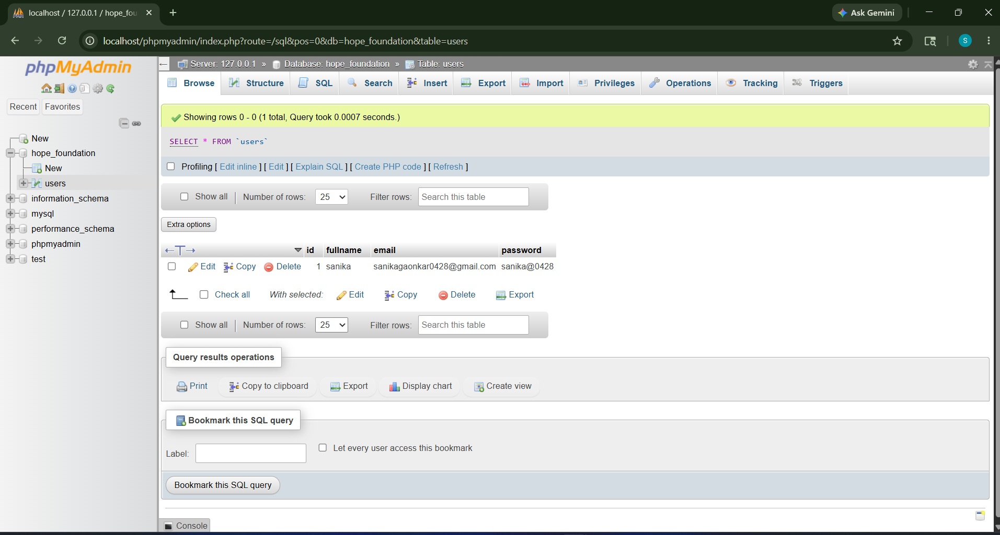 localhost / 127.0.0.1 / hope_fou
Ask Gemini
localhost/phpmyadmin/index.php?route=/sql&pos=0&db=hope_foundation&table=users
S
phpMyAdmin
Recent Favorites
New
hope_foundation
New
users
information_schema
mysql
performance_schema
phpmyadmin
test
Server: 127.0.0.1 » Database: hope_foundation » Table: users
Browse Structure SQL Search Insert Export Import Privileges Operations Tracking Triggers
Showing rows 0 - 0 (1 total, Query took 0.0007 seconds.)
SELECT * FROM `users`
Profiling [ Edit inline ] [ Edit ] [ Explain SQL ] [ Create PHP code ] [ Refresh ]
Show all Number of rows: 25 Filter rows: Search this table
Extra options
id fullname email password
Edit Copy Delete 1 sanika sanikagaonkar0428@gmail.com sanika@0428
Check all With selected: Edit Copy Delete Export
Show all Number of rows: 25 Filter rows: Search this table
Query results operations
Print Copy to clipboard Export Display chart Create view
Bookmark this SQL query
Label: Let every user access this bookmark
Bookmark this SQL query
Console